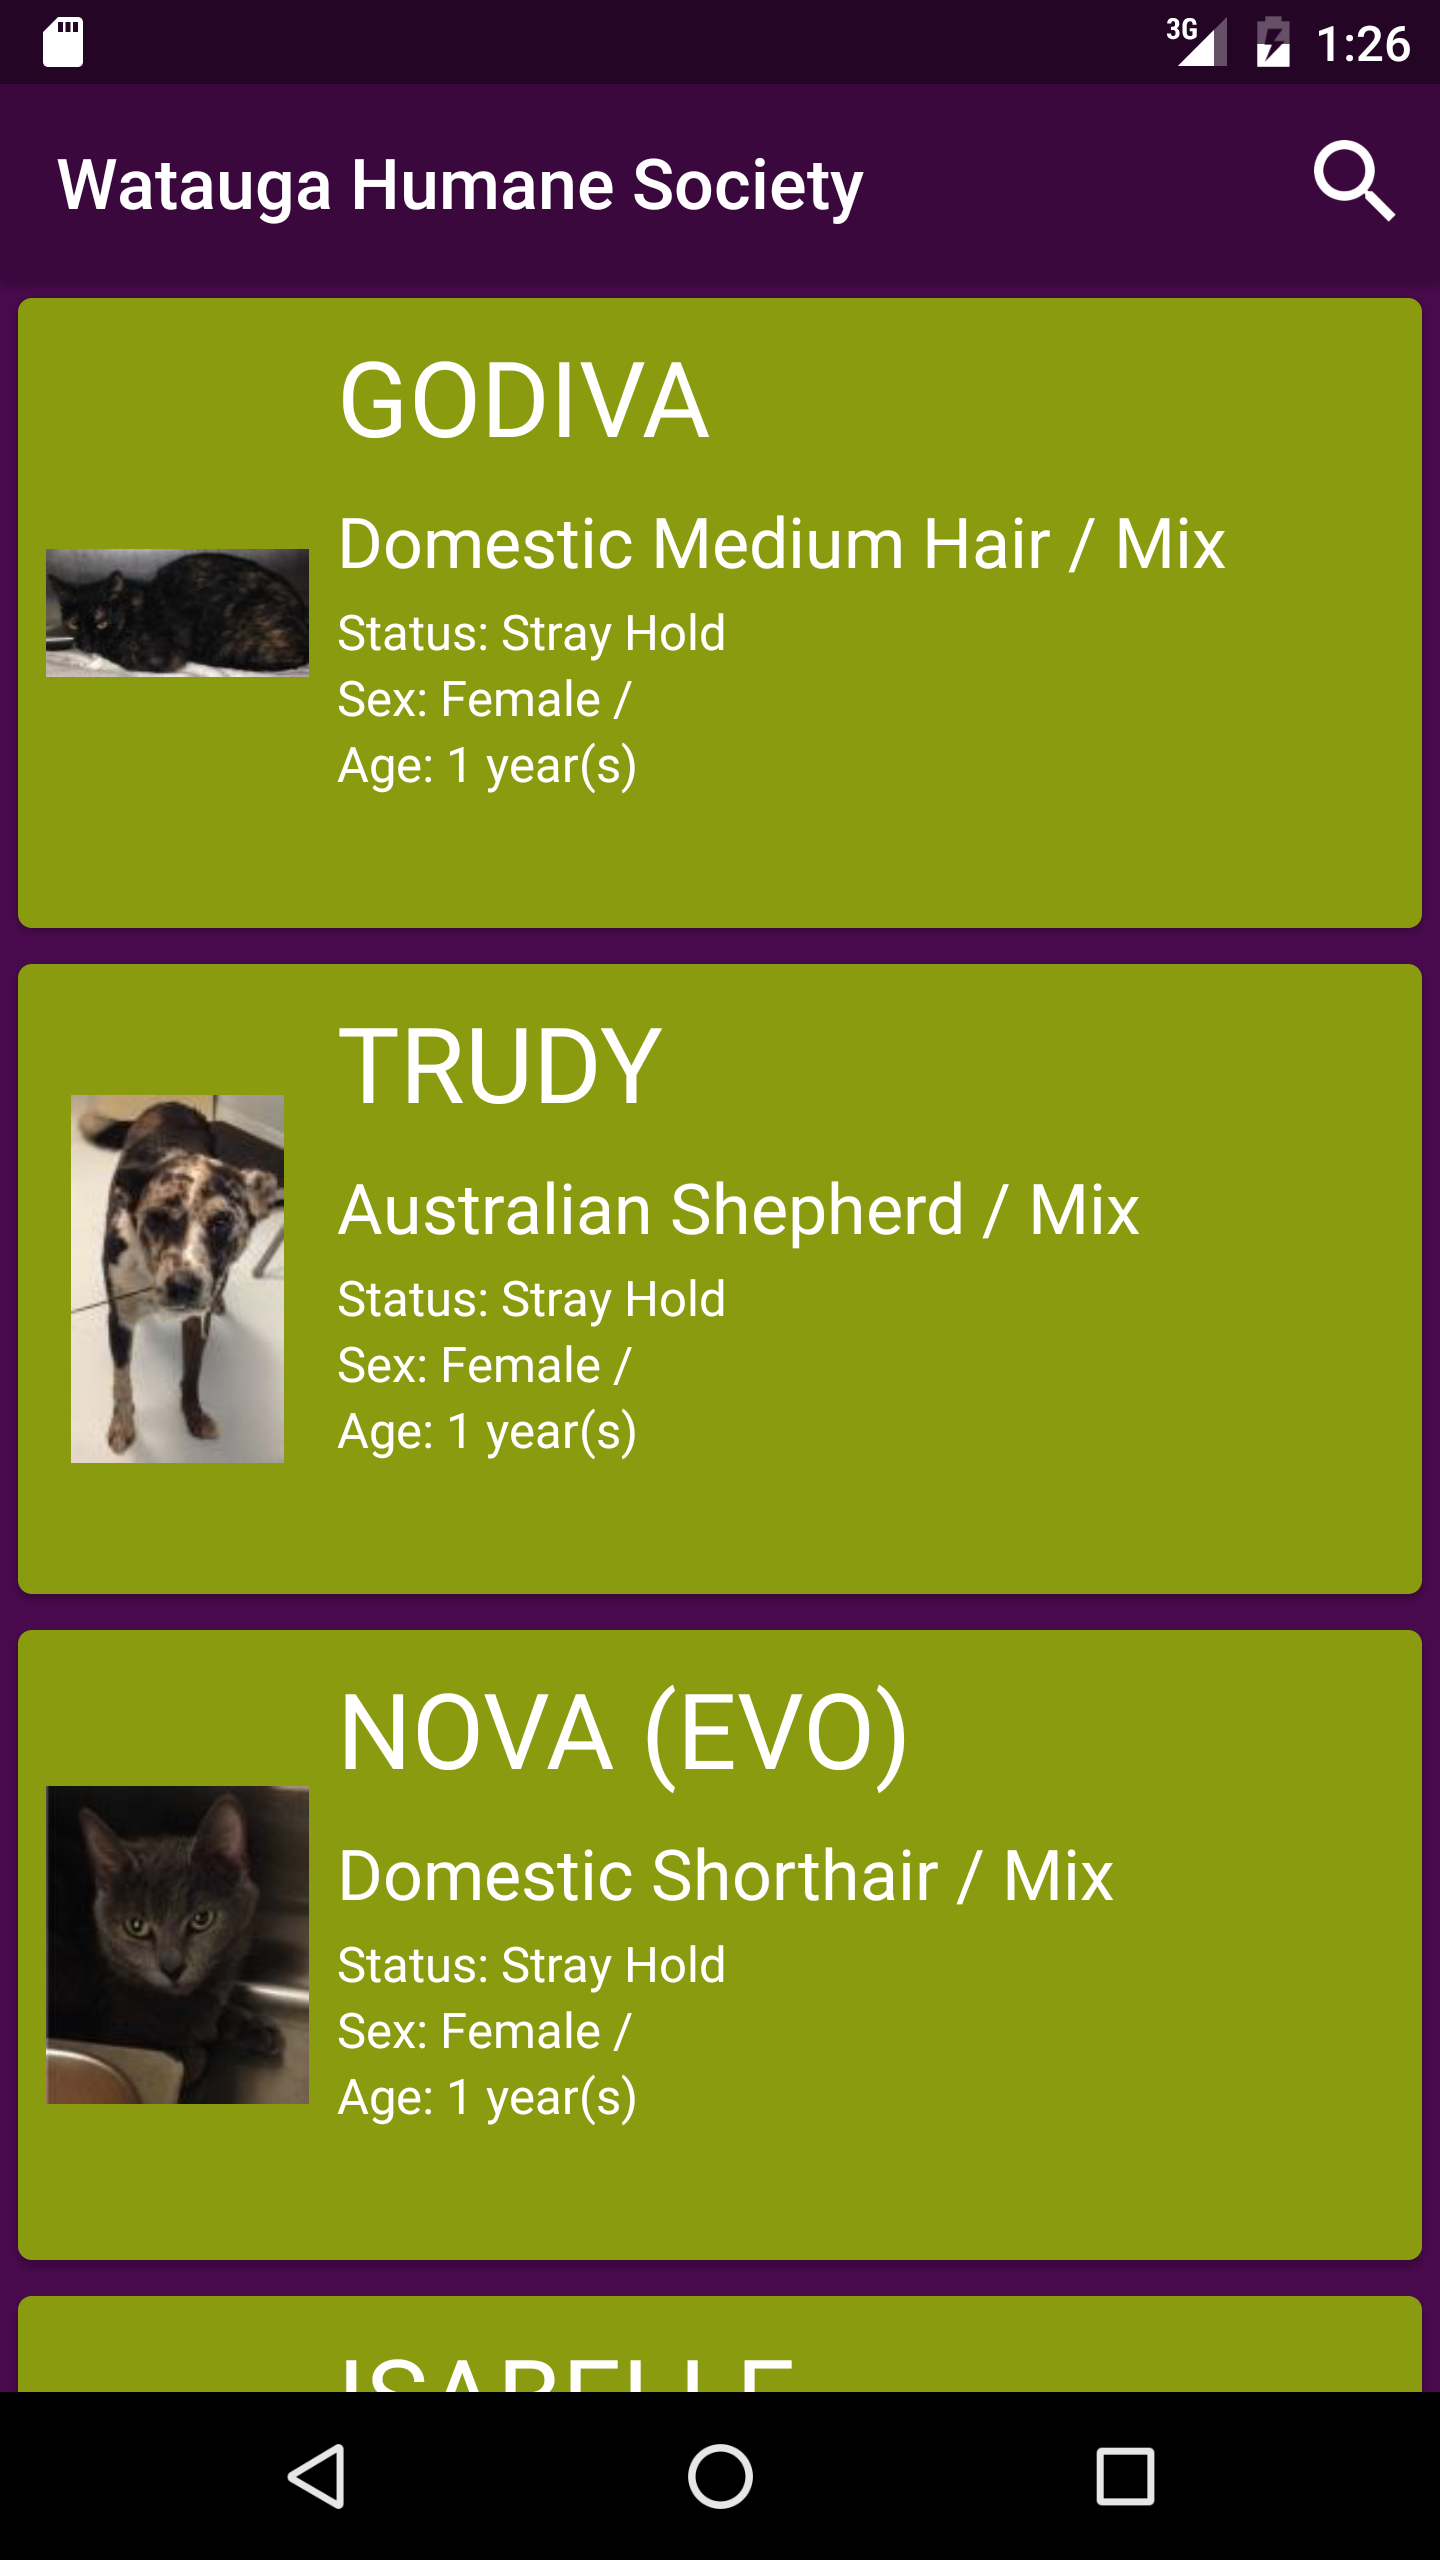 3G 1:26
Watauga Humane Society
GODIVA
Domestic Medium Hair / Mix
Status: Stray Hold
Sex: Female /
Age: 1 year(s)
TRUDY
Australian Shepherd / Mix
Status: Stray Hold
Sex: Female /
Age: 1 year(s)
NOVA (EVO)
Domestic Shorthair / Mix
Status: Stray Hold
Sex: Female /
Age: 1 year(s)
ISABELLE